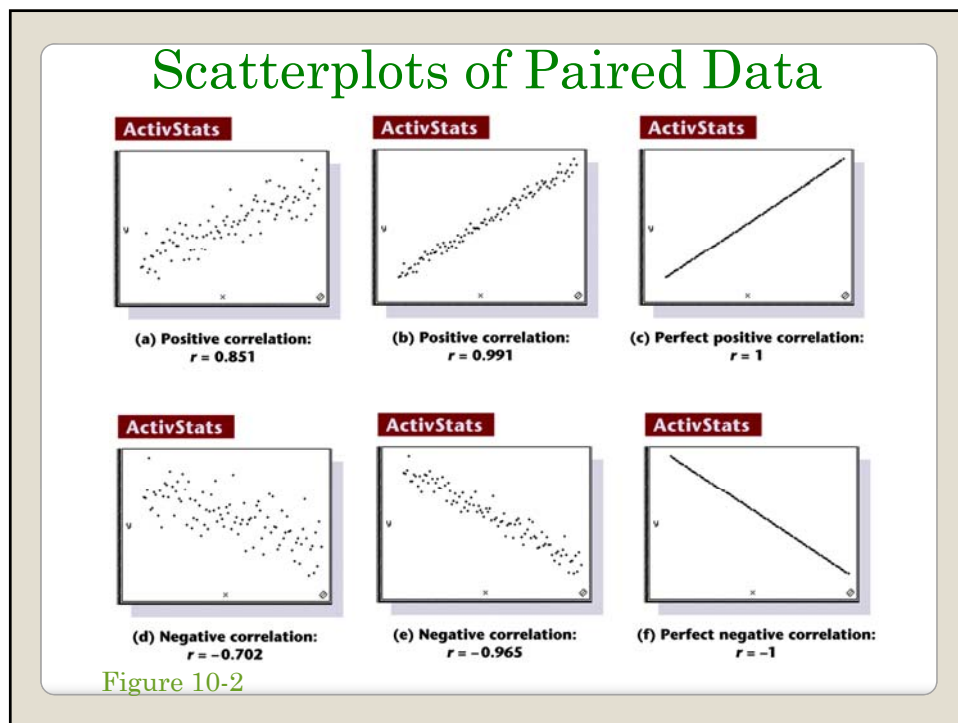 Scatterplots of Paired Data
ActivStats
ActivStats
ActivStats
y
x
y
x
y
x
(a) Positive correlation:
r = 0.851
(b) Positive correlation:
r = 0.991
(c) Perfect positive correlation:
r = 1
ActivStats
ActivStats
ActivStats
y
x
y
x
y
x
(d) Negative correlation:
r = –0.702
(e) Negative correlation:
r = –0.965
(f) Perfect negative correlation:
r = –1
Figure 10-2